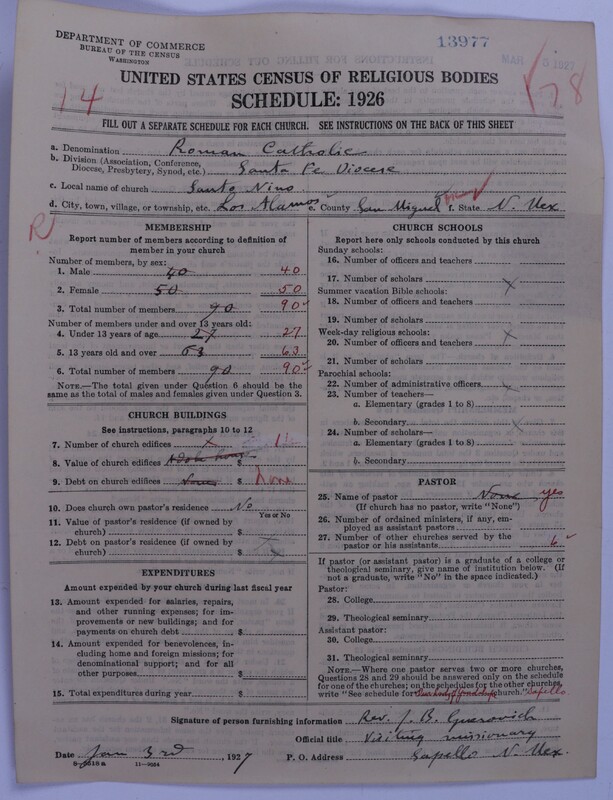 DEPARTMENT OF COMMERCE
BUREAU OF THE CENSUS
WASHINGTON
13977
MAR 1927
UNITED STATES CENSUS OF RELIGIOUS BODIES
SCHEDULE: 1926
14
178
FILL OUT A SEPARATE SCHEDULE FOR EACH CHURCH. SEE INSTRUCTIONS ON THE BACK OF THIS SHEET
a. Denomination Roman Catholic
b. Division (Association, Conference,
Diocese, Presbytery, Synod, etc.) Santa Fe Diocese
c. Local name of church Santo Nino
d. City, town, village, or township, etc. Los Alamos e. County San Miguel f. State N. Mex
R
MEMBERSHIP
Report number of members according to definition of
member in your church
Number of members, by sex:
1. Male 40 40
2. Female 50 50
3. Total number of members 90 90
Number of members under and over 13 years old:
4. Under 13 years of age 27 27
5. 13 years old and over 63 63
6. Total number of members 90 90
NOTE.—The total given under Question 6 should be
same as the total of males and females given under Question 3.
CHURCH BUILDINGS
See instructions, paragraphs 10 to 12
7. Number of church edifices x 1
8. Value of church edifices $
9. Debt on church edifices None $ None
10. Does church own pastor's residence No
Yes or No
11. Value of pastor's residence (if owned by
church) $
12. Debt on pastor's residence (if owned by
church) $
EXPENDITURES
Amount expended by your church during last fiscal year
13. Amount expended for salaries, repairs,
and other running expenses; for im-
provements or new buildings; and for
payments on church debt $
14. Amount expended for benevolences, in-
cluding home and foreign missions; for
denominational support; and for all
other purposes $
15. Total expenditures during year $
CHURCH SCHOOLS
Report here only schools conducted by this church
Sunday schools:
16. Number of officers and teachers
17. Number of scholars x
Summer vacation Bible schools:
18. Number of officers and teachers
19. Number of scholars
Week-day religious schools: x
20. Number of officers and teachers
21. Number of scholars
Parochial schools:
22. Number of administrative officers x
23. Number of teachers—
a. Elementary (grades 1 to 8)
b. Secondary x
24. Number of scholars—
a. Elementary (grades 1 to 8)
b. Secondary
PASTOR
25. Name of pastor None yes
(If church has no pastor, write "None")
26. Number of ordained ministers, if any, em-
ployed as assistant pastors
27. Number of other churches served by the
pastor or his assistants 6
If pastor (or assistant pastor) is a graduate of a college or
theological seminary, give name of institution below. (If
not a graduate, write "No" in the space indicated.)
Pastor:
28. College
29. Theological seminary
Assistant pastor:
30. College
31. Theological seminary
NOTE.—Where one pastor serves two or more churches,
Questions 28 and 29 should be answered only on the schedule
for one of the churches; on the schedules for the other churches,
write "See schedule for church." Sapello
Signature of person furnishing information Rev. J. B. Guerovich
Official title Visiting missionary
Date Jan 3rd, 1927 P. O. Address Sapello N. Mex.
11—9024